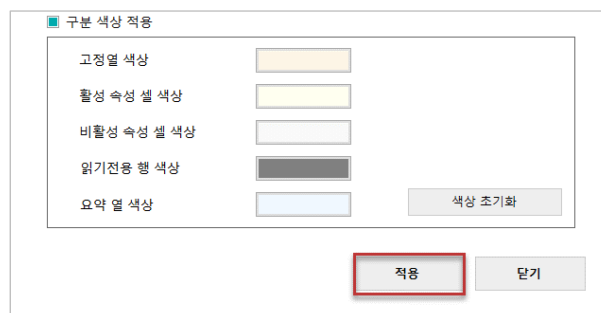 구분 색상 적용
고정열 색상
활성 속성 셀 색상
비활성 속성 셀 색상
읽기전용 행 색상
요약 열 색상
색상 초기화
적용
닫기